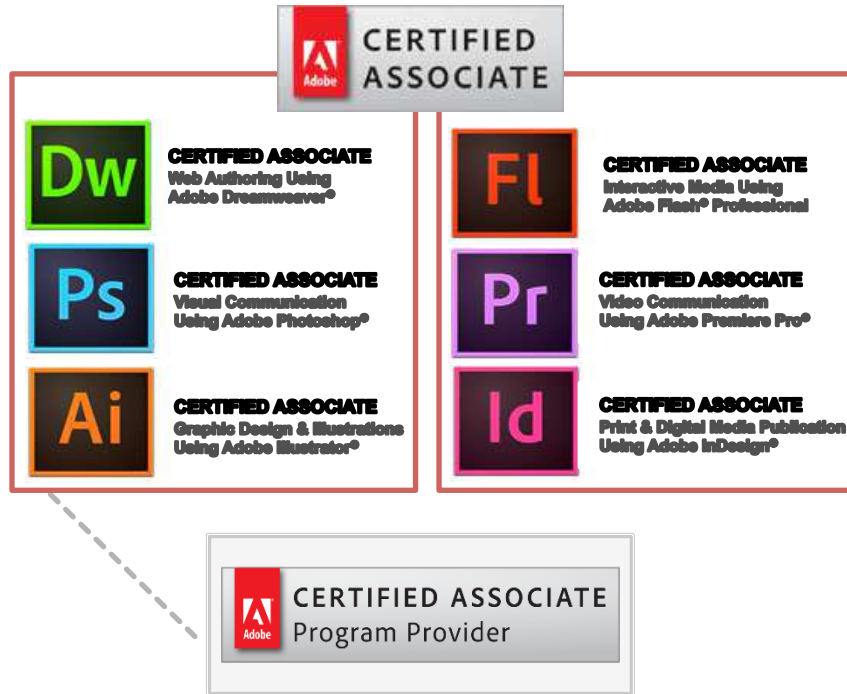 Adobe
CERTIFIED
ASSOCIATE
Dw
CERTIFIED ASSOCIATE
Web Authoring Using
Adobe Dreamweaver®
Ps
CERTIFIED ASSOCIATE
Visual Communication
Using Adobe Photoshop®
Ai
CERTIFIED ASSOCIATE
Graphic Design & Illustrations
Using Adobe Illustrator®
Fl
CERTIFIED ASSOCIATE
Interactive Media Using
Adobe Flash® Professional
Pr
CERTIFIED ASSOCIATE
Video Communication
Using Adobe Premiere Pro®
Id
CERTIFIED ASSOCIATE
Print & Digital Media Publication
Using Adobe InDesign®
Adobe
CERTIFIED ASSOCIATE
Program Provider